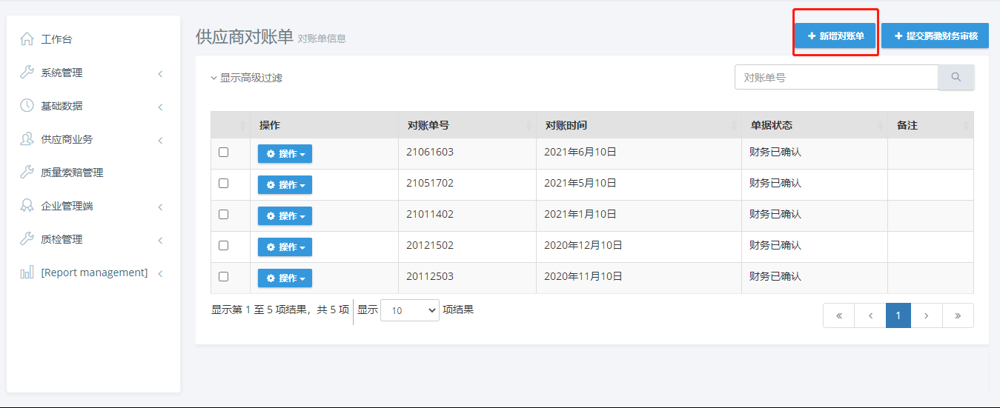 工作台
系统管理
基础数据
供应商业务
质量索赔管理
企业管理端
质检管理
[Report management]
供应商对账单 对账单信息
新增对账单 提交腾驰财务审核
显示高级过滤
对账单号
操作 对账单号 对账时间 单据状态 备注
操作 21061603 2021年6月10日 财务已确认
操作 21051702 2021年5月10日 财务已确认
操作 21011402 2021年1月10日 财务已确认
操作 20121502 2020年12月10日 财务已确认
操作 20112503 2020年11月10日 财务已确认
显示第 1 至 5 项结果，共 5 项 显示 10 项结果
« ‹ 1 › »